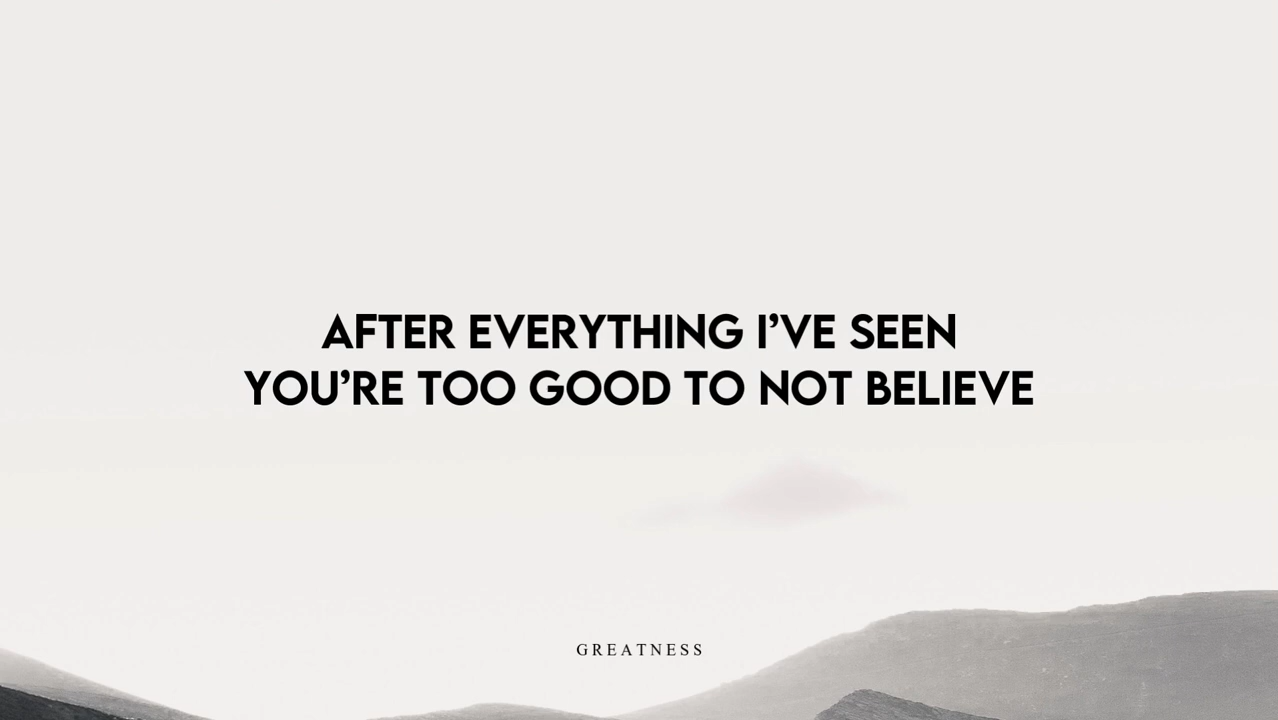 AFTER EVERYTHING I’VE SEEN
YOU’RE TOO GOOD TO NOT BELIEVE
GREATNESS